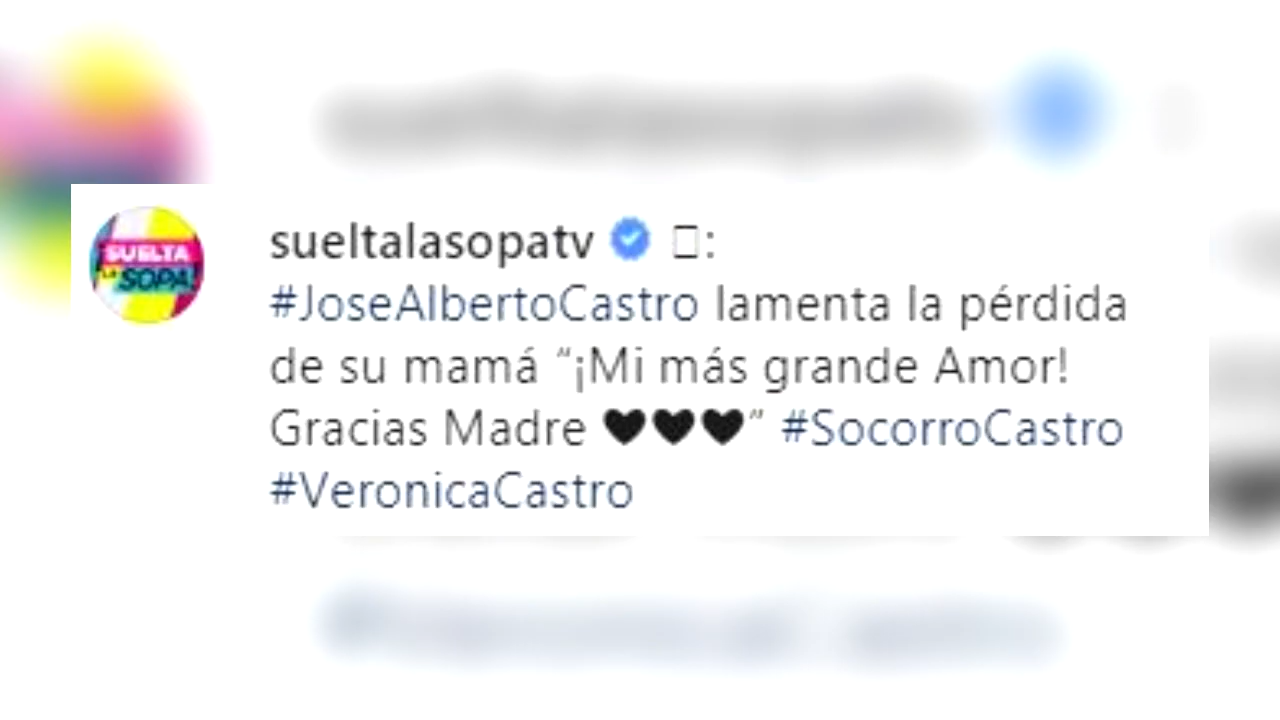 SUELTA
LA SOPA!
sueltalasopatv :
#JoseAlbertoCastro lamenta la pérdida
de su mamá “¡Mi más grande Amor!
Gracias Madre 🖤🖤🖤” #SocorroCastro
#VeronicaCastro